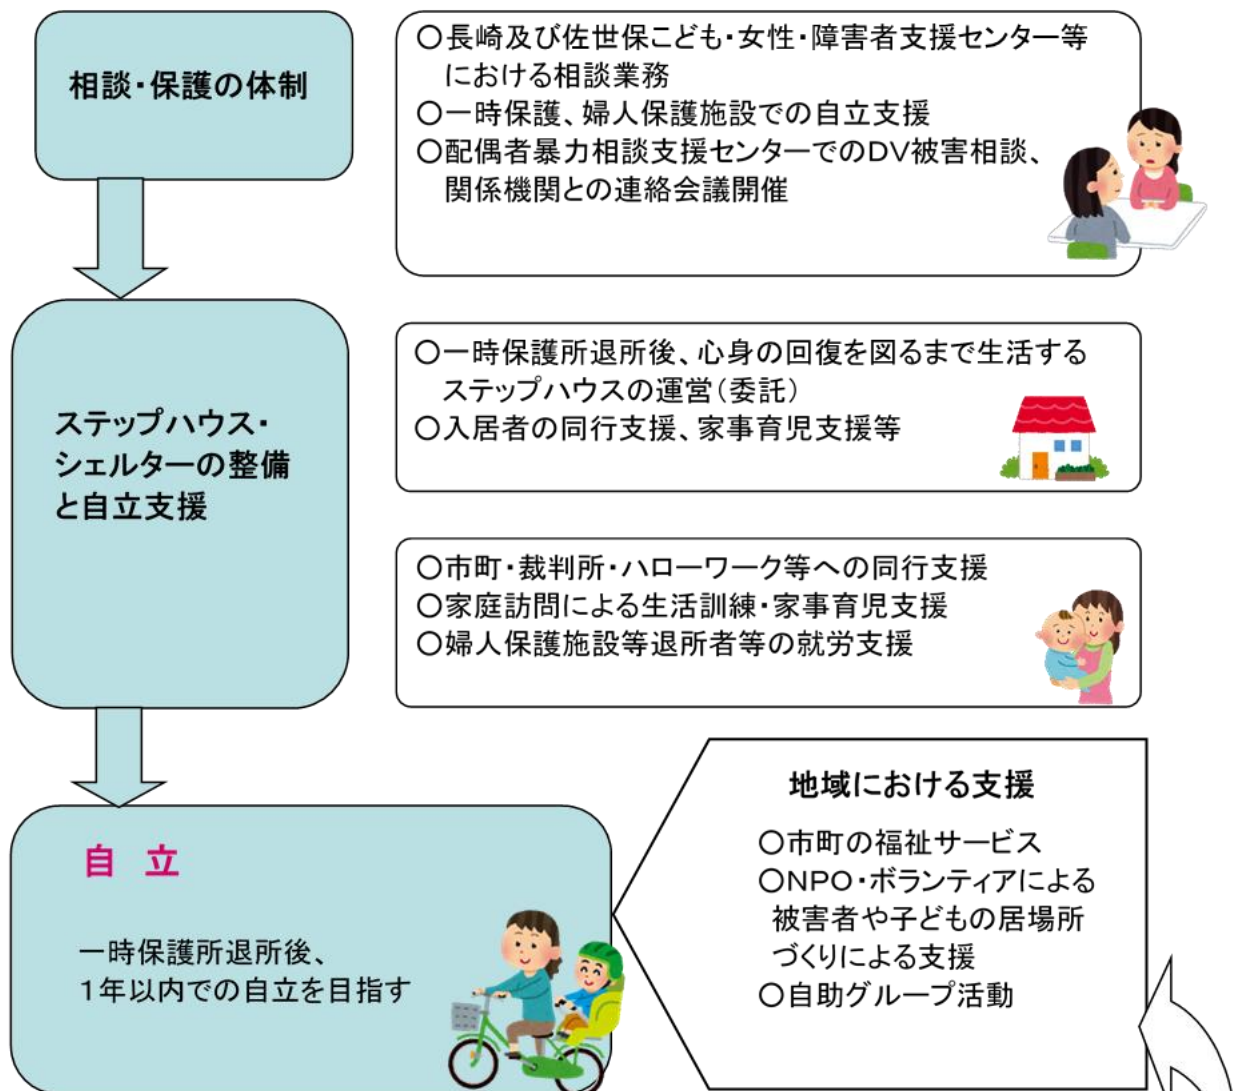 相談・保護の体制
○長崎及び佐世保こども・女性・障害者支援センター等
における相談業務
○一時保護、婦人保護施設での自立支援
○配偶者暴力相談支援センターでのDV被害相談、
関係機関との連絡会議開催
ステップハウス・
シェルターの整備
と自立支援
○一時保護所退所後、心身の回復を図るまで生活する
ステップハウスの運営(委託)
○入居者の同行支援、家事育児支援等
○市町・裁判所・ハローワーク等への同行支援
○家庭訪問による生活訓練・家事育児支援
○婦人保護施設等退所者等の就労支援
自 立
一時保護所退所後、
1年以内での自立を目指す
地域における支援
○市町の福祉サービス
○NPO・ボランティアによる
被害者や子どもの居場所
づくりによる支援
○自助グループ活動